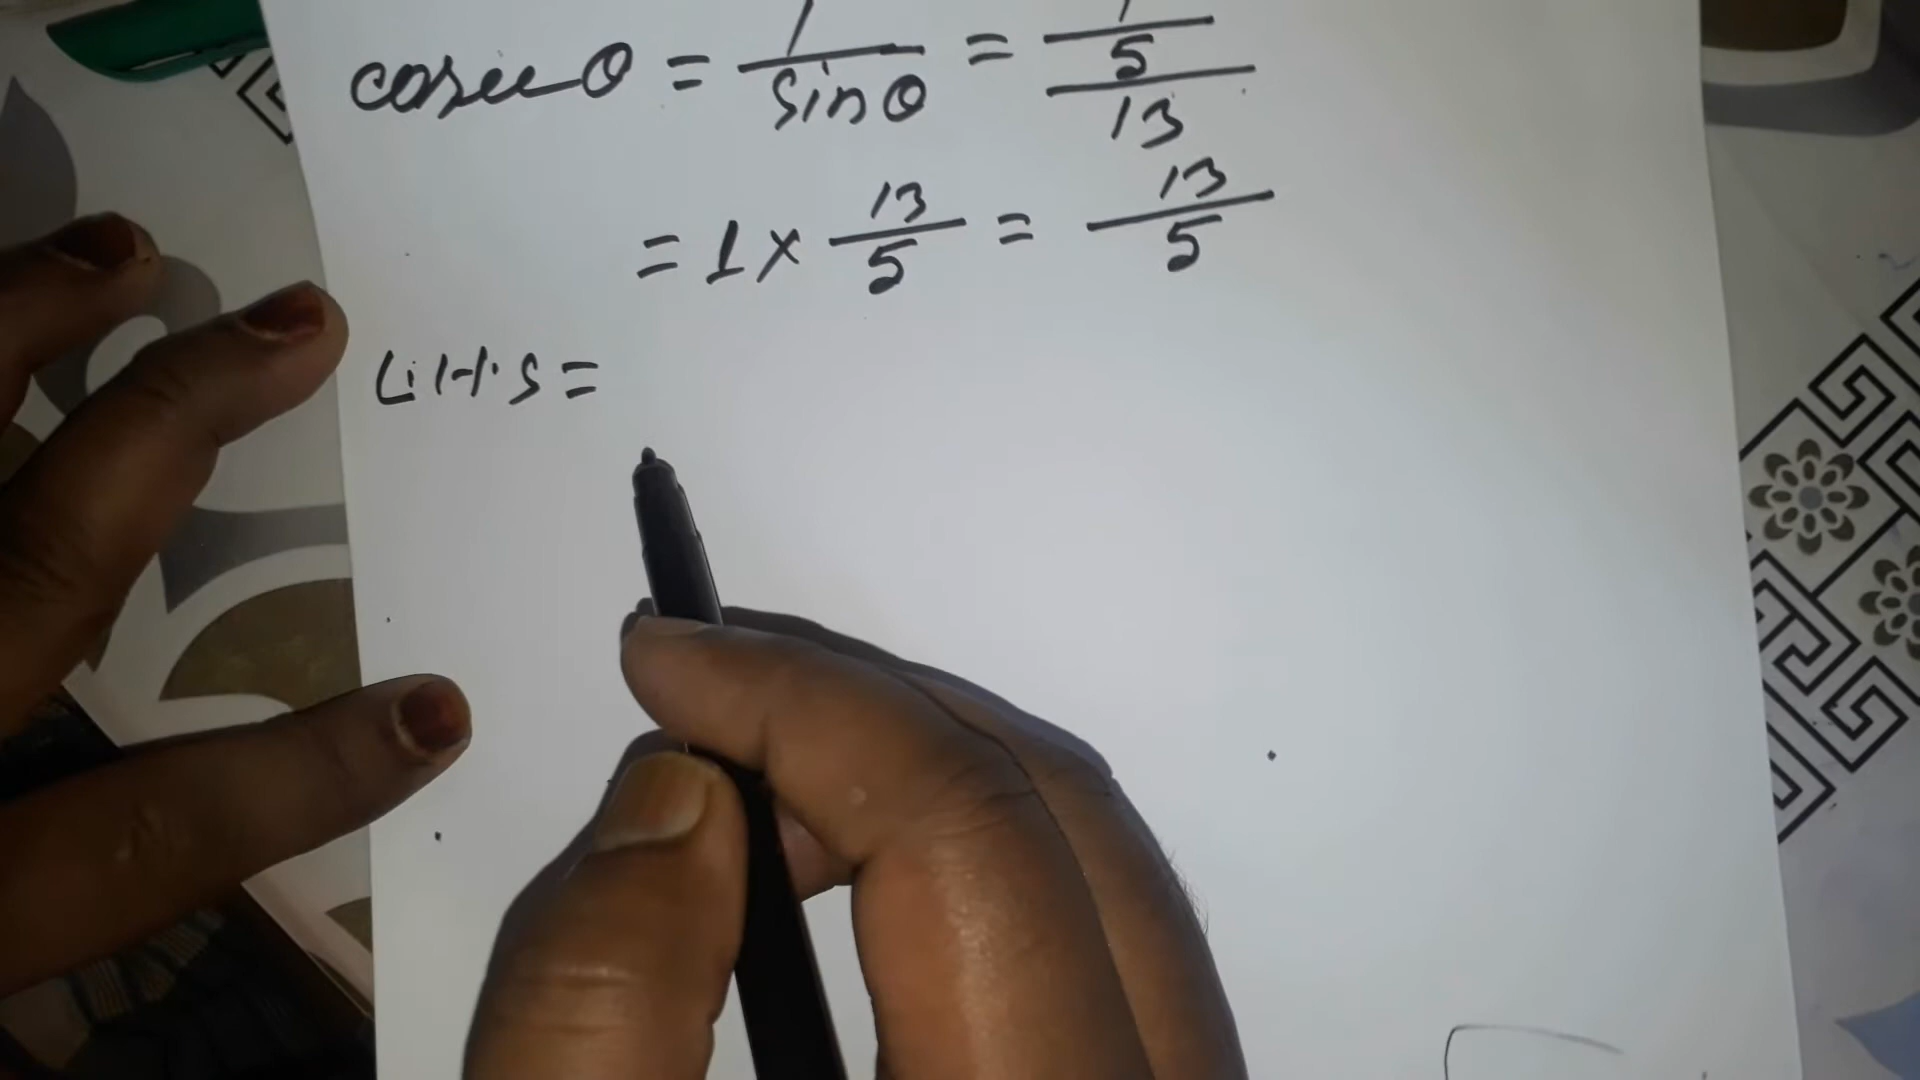 cosec θ = 1/sin θ = 1/5/13
= 1 × 13/5 = 13/5
L.H.S =